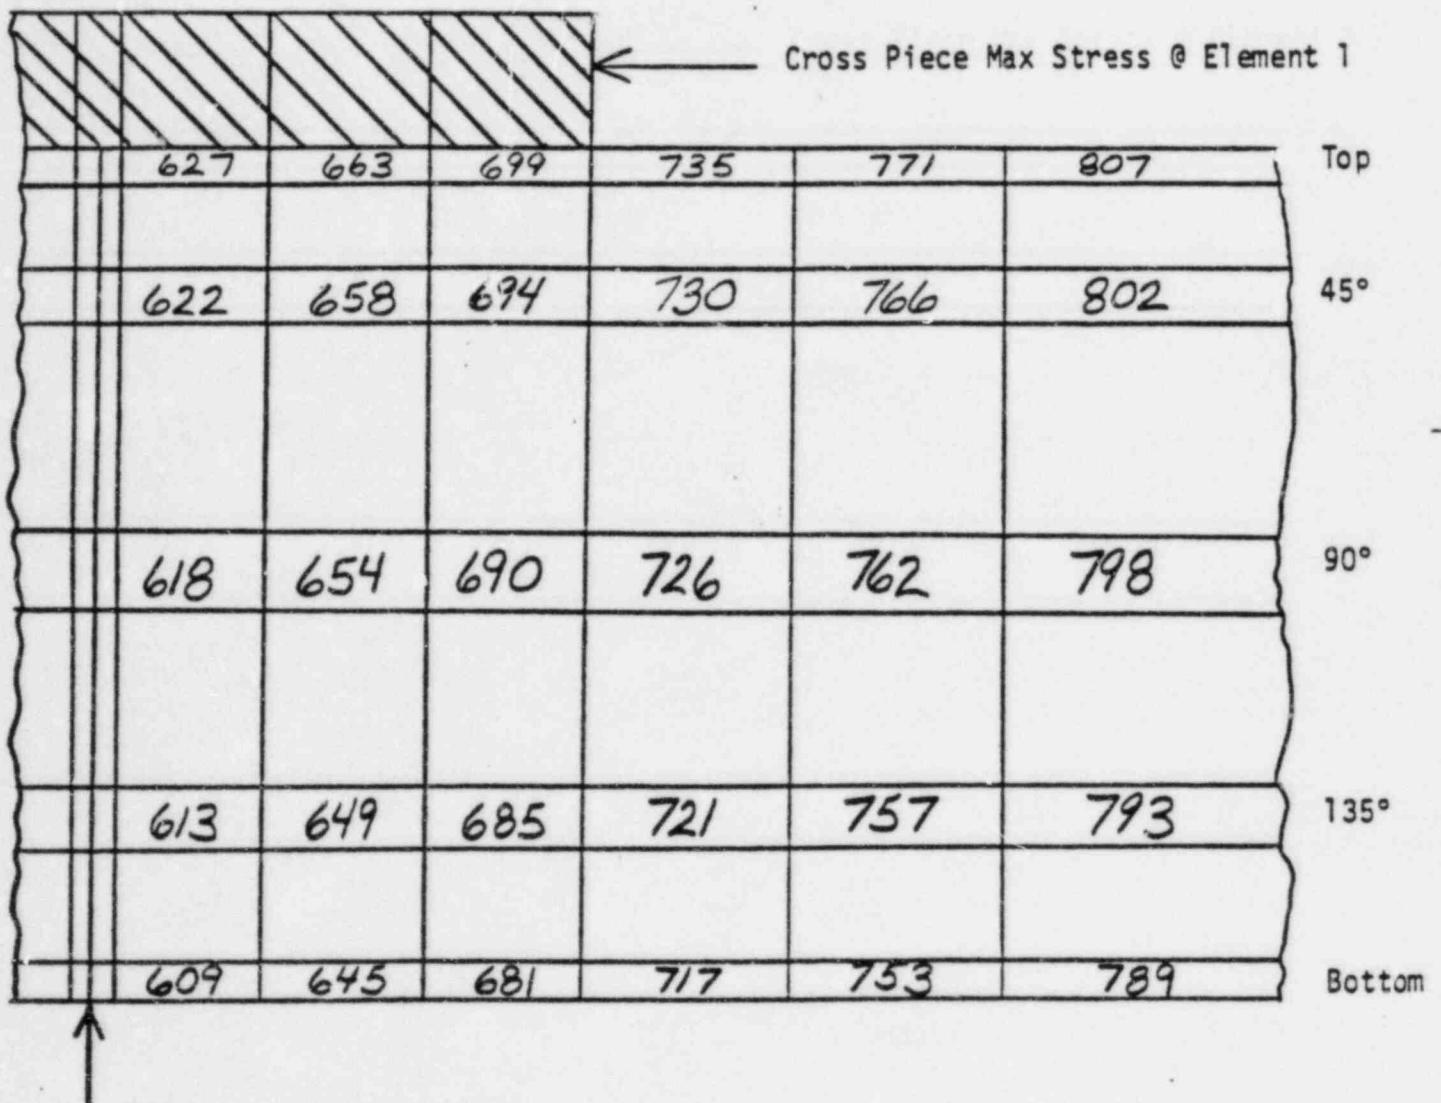 Cross Piece Max Stress @ Element 1
627 663 699 735 771 807 Top
622 658 694 730 766 802 45°
618 654 690 726 762 798 90°
613 649 685 721 757 793 135°
609 645 681 717 753 789 Bottom